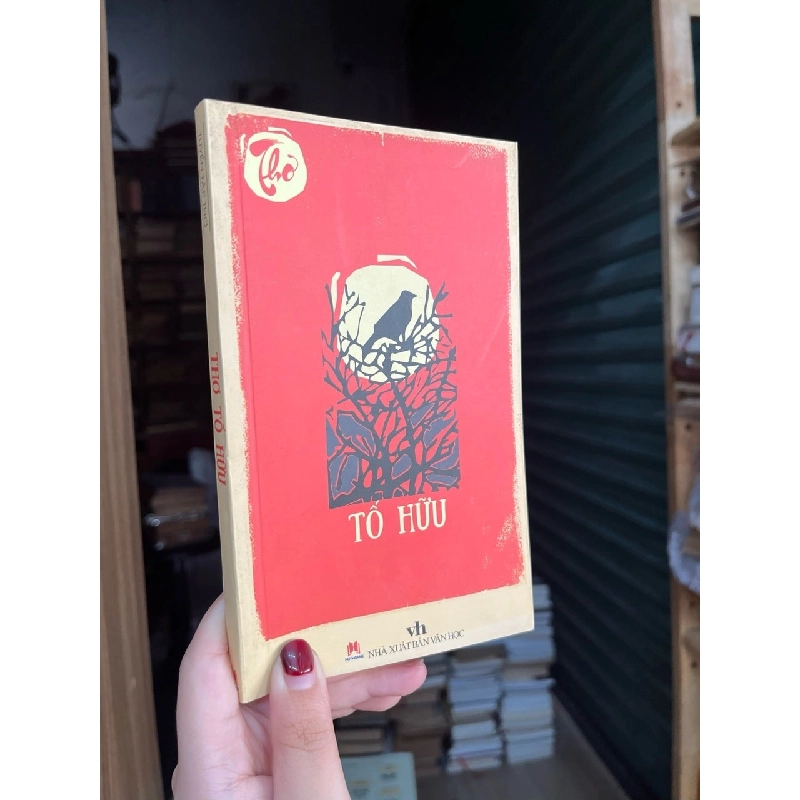 Thơ
TỐ HỮU
vh
NHÀ XUẤT BẢN VĂN HỌC
THƠ TỐ HỮU